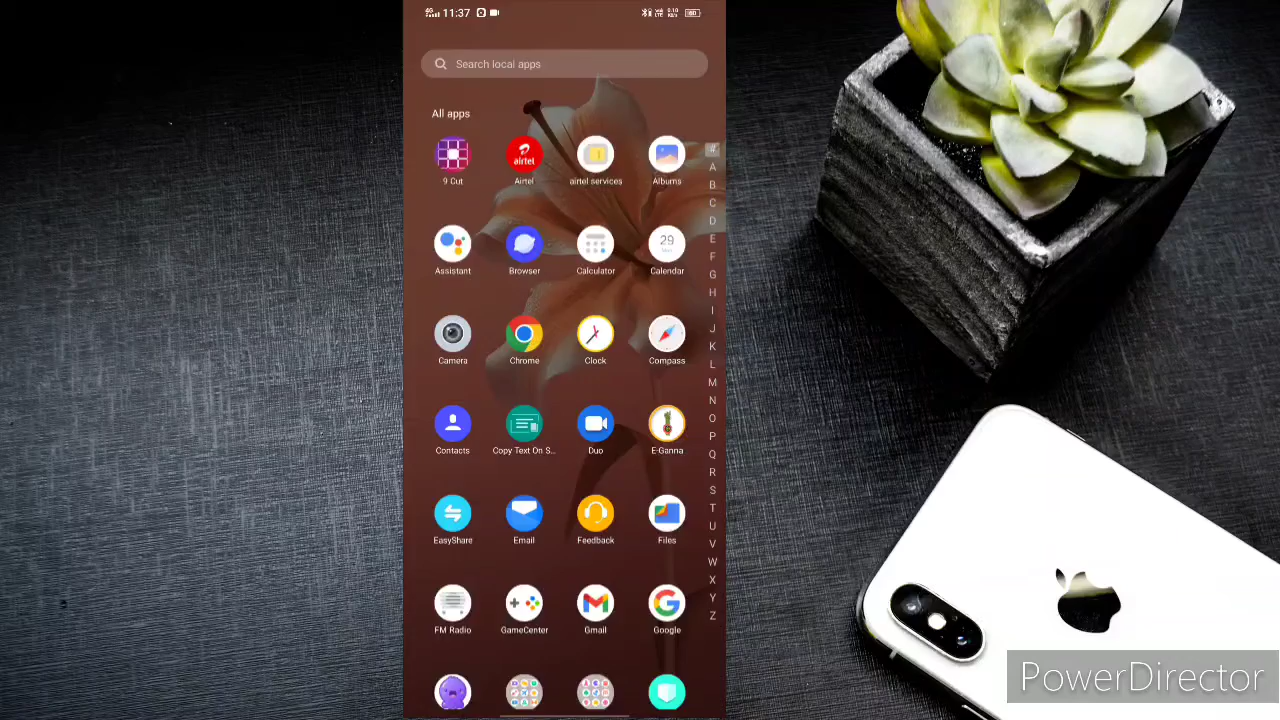 4G 11:37
Search local apps
All apps
airtel
9 Cut Airtel airtel services Albums
29
Assistant Browser Calculator Calendar
Camera Chrome Clock Compass
Contacts Copy Text On S... Duo E-Ganna
EasyShare Email Feedback Files
FM Radio GameCenter Gmail Google
#
A
B
C
D
E
F
G
H
I
J
K
L
M
N
O
P
Q
R
S
T
U
V
W
X
Y
Z
PowerDirector